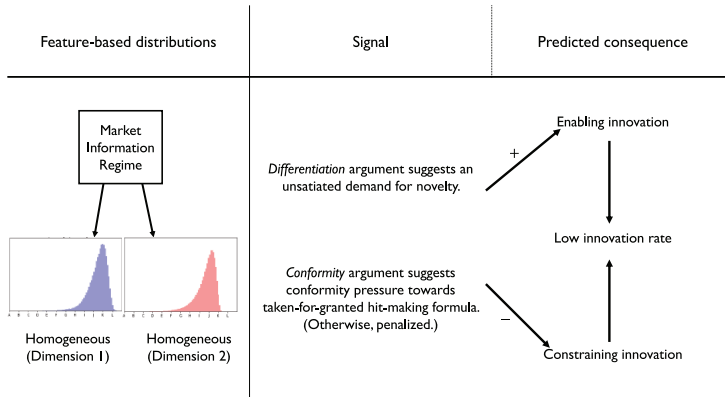 Feature-based distributions
Signal
Predicted consequence
Market
Information
Regime
Homogeneous
(Dimension 1)
Homogeneous
(Dimension 2)
Differentiation argument suggests an
unsatiated demand for novelty.
Conformity argument suggests
conformity pressure towards
taken-for-granted hit-making formula.
(Otherwise, penalized.)
+
–
Enabling innovation
Low innovation rate
Constraining innovation